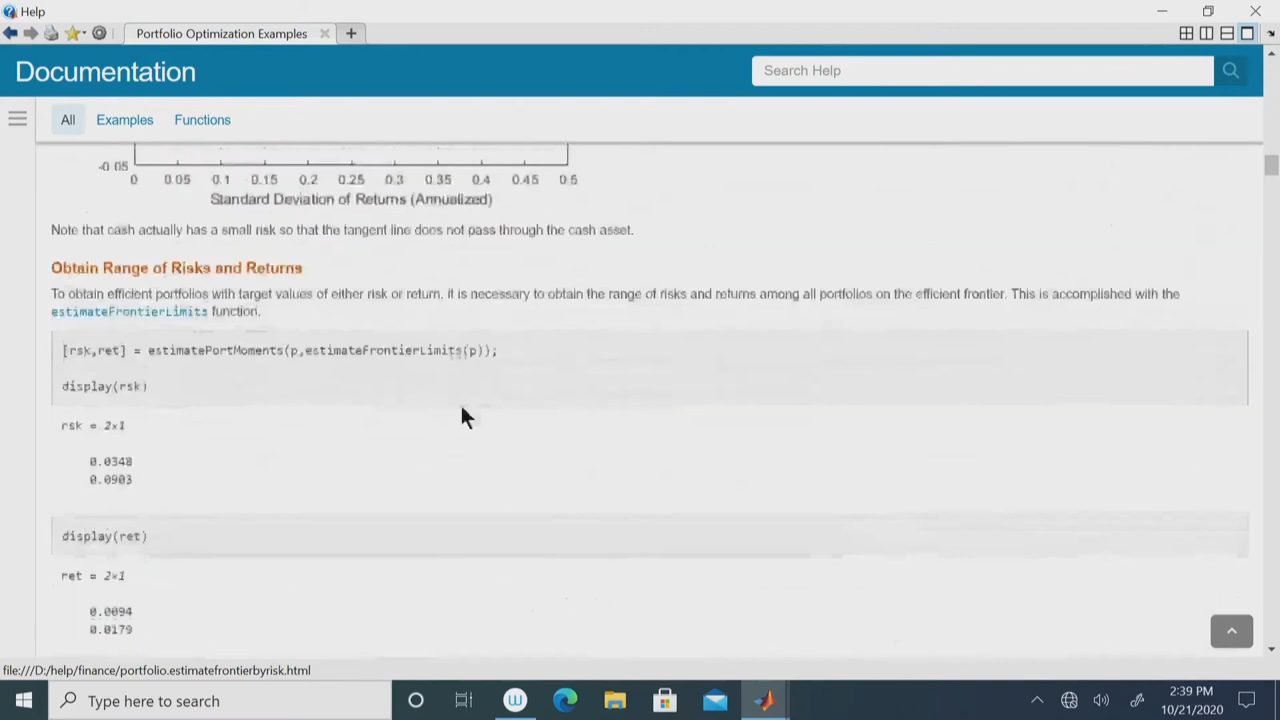 Help
Portfolio Optimization Examples
Documentation
Search Help
All
Examples
Functions
-0.05
0 0.05 0.1 0.15 0.2 0.25 0.3 0.35 0.4 0.45 0.5
Standard Deviation of Returns (Annualized)
Note that cash actually has a small risk so that the tangent line does not pass through the cash asset.
Obtain Range of Risks and Returns
To obtain efficient portfolios with target values of either risk or return, it is necessary to obtain the range of risks and returns among all portfolios on the efficient frontier. This is accomplished with the
estimateFrontierLimits function.
[rsk,ret] = estimatePortMoments(p,estimateFrontierLimits(p));
display(rsk)
rsk = 2×1
0.0348
0.0903
display(ret)
ret = 2×1
0.0094
0.0179
file:///D:/help/finance/portfolio.estimatefrontierbyrisk.html
Type here to search
2:39 PM
10/21/2020